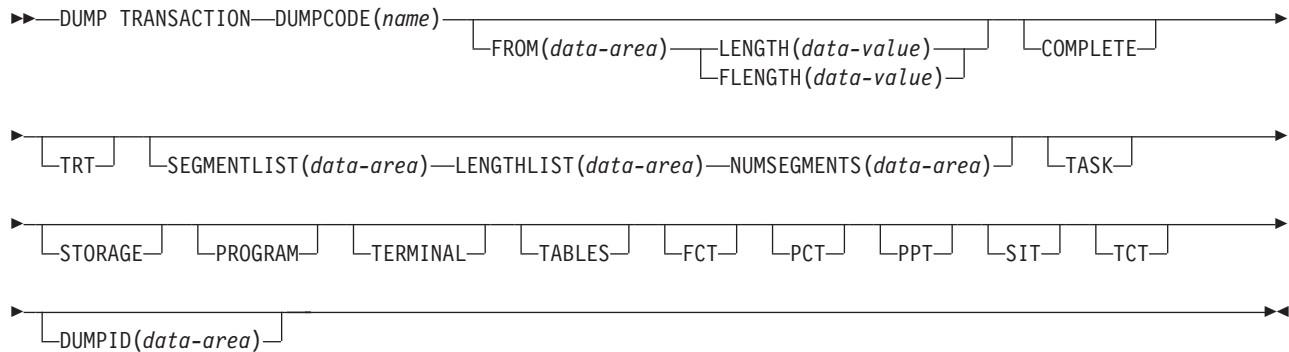 DUMP TRANSACTION DUMPCODE(name)
FROM(data-area) LENGTH(data-value) COMPLETE
FLENGTH(data-value)
TRT SEGMENTLIST(data-area) LENGTHLIST(data-area) NUMSEGMENTS(data-area) TASK
STORAGE PROGRAM TERMINAL TABLES FCT PCT PPT SIT TCT
DUMPID(data-area)